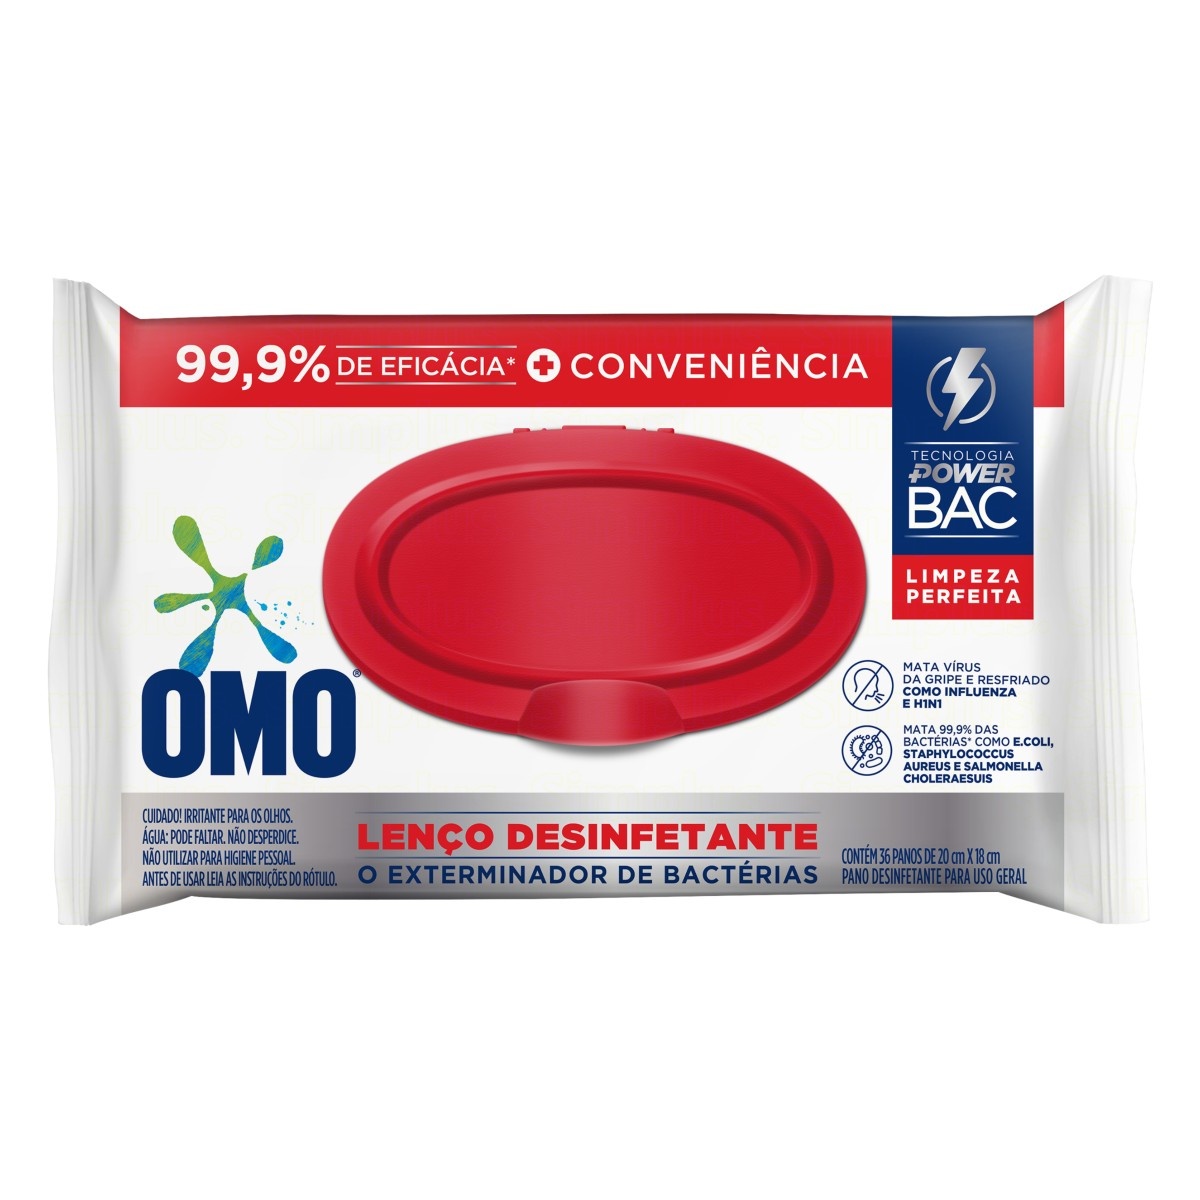 99,9% DE EFICÁCIA* + CONVENIÊNCIA
TECNOLOGIA
+POWER
BAC
LIMPEZA
PERFEITA
OMO®
MATA VÍRUS
DA GRIPE E RESFRIADO
COMO INFLUENZA
E H1N1
MATA 99,9% DAS
BACTÉRIAS* COMO E.COLI,
STAPHYLOCOCCUS
AUREUS E SALMONELLA
CHOLERAESUIS
CUIDADO! IRRITANTE PARA OS OLHOS.
ÁGUA: PODE FALTAR. NÃO DESPERDICE.
NÃO UTILIZAR PARA HIGIENE PESSOAL.
ANTES DE USAR LEIA AS INSTRUÇÕES DO RÓTULO.
LENÇO DESINFETANTE
O EXTERMINADOR DE BACTÉRIAS
CONTÉM 36 PANOS DE 20 cm X 18 cm
PANO DESINFETANTE PARA USO GERAL